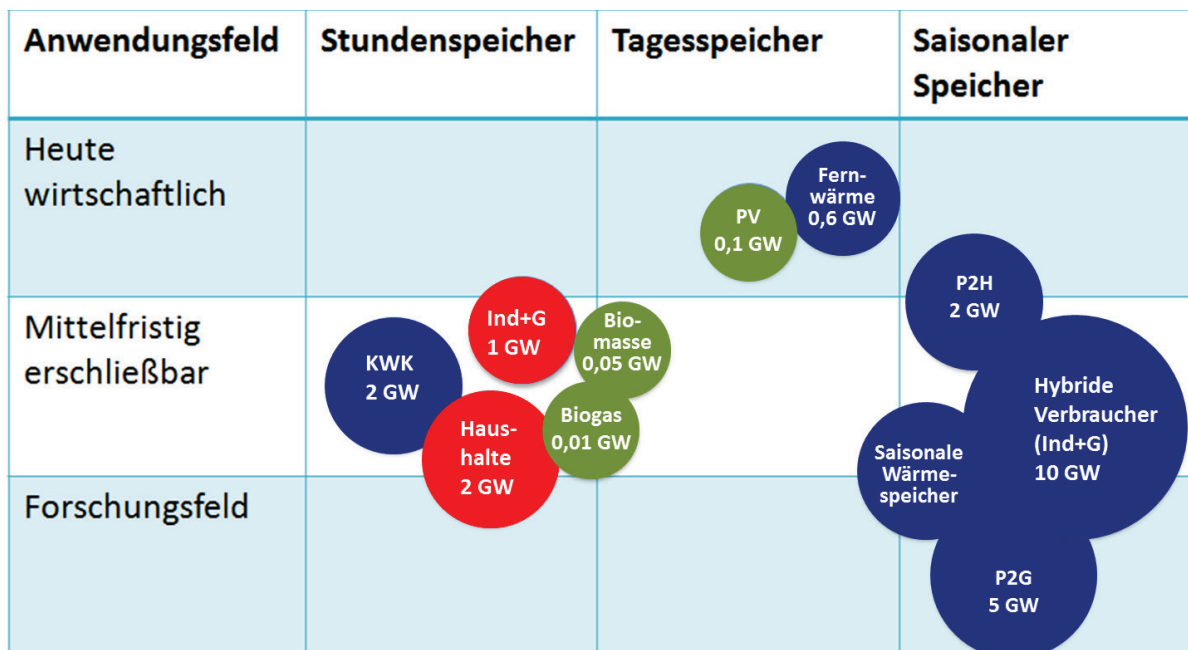 Anwendungsfeld
Stundenspeicher
Tagesspeicher
Saisonaler
Speicher
Heute
wirtschaftlich
Fern-
wärme
0,6 GW
PV
0,1 GW
P2H
2 GW
Mittelfristig
erschließbar
Ind+G
1 GW
Bio-
masse
0,05 GW
KWK
2 GW
Haus-
halte
2 GW
Biogas
0,01 GW
Hybride
Verbraucher
(Ind+G)
10 GW
Saisonale
Wärme-
speicher
Forschungsfeld
P2G
5 GW